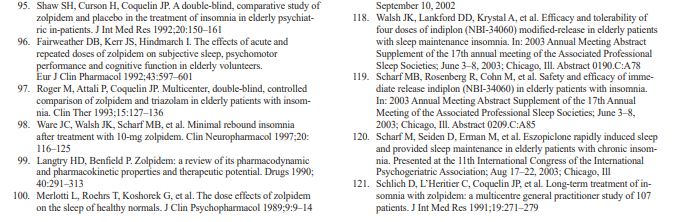 95. Shaw SH, Curson H, Coquelin JP. A double-blind, comparative study of
zolpidem and placebo in the treatment of insomnia in elderly psychiat-
ric in-patients. J Int Med Res 1992;20:150–161
96. Fairweather DB, Kerr JS, Hindmarch I. The effects of acute and
repeated doses of zolpidem on subjective sleep, psychomotor
performance and cognitive function in elderly volunteers.
Eur J Clin Pharmacol 1992;43:597–601
97. Roger M, Attali P, Coquelin JP. Multicenter, double-blind, controlled
comparison of zolpidem and triazolam in elderly patients with insom-
nia. Clin Ther 1993;15:127–136
98. Ware JC, Walsh JK, Scharf MB, et al. Minimal rebound insomnia
after treatment with 10-mg zolpidem. Clin Neuropharmacol 1997;20:
116–125
99. Langtry HD, Benfield P. Zolpidem: a review of its pharmacodynamic
and pharmacokinetic properties and therapeutic potential. Drugs 1990;
40:291–313
100. Merlotti L, Roehrs T, Koshorek G, et al. The dose effects of zolpidem
on the sleep of healthy normals. J Clin Psychopharmacol 1989;9:9–14
September 10, 2002
118. Walsh JK, Lankford DD, Krystal A, et al. Efficacy and tolerability of
four doses of indiplon (NBI-34060) modified-release in elderly patients
with sleep maintenance insomnia. In: 2003 Annual Meeting Abstract
Supplement of the 17th annual meeting of the Associated Professional
Sleep Societies; June 3–8, 2003; Chicago, Ill. Abstract 0190.C:A78
119. Scharf MB, Rosenberg R, Cohn M, et al. Safety and efficacy of imme-
diate release indiplon (NBI-34060) in elderly patients with insomnia.
In: 2003 Annual Meeting Abstract Supplement of the 17th Annual
Meeting of the Associated Professional Sleep Societies; June 3–8,
2003; Chicago, Ill. Abstract 0209.C:A85
120. Scharf M, Seiden D, Erman M, et al. Eszopiclone rapidly induced sleep
and provided sleep maintenance in elderly patients with chronic insom-
nia. Presented at the 11th International Congress of the International
Psychogeriatric Association; Aug 17–22, 2003; Chicago, Ill
121. Schlich D, L'Heritier C, Coquelin JP, et al. Long-term treatment of in-
somnia with zolpidem: a multicentre general practitioner study of 107
patients. J Int Med Res 1991;19:271–279